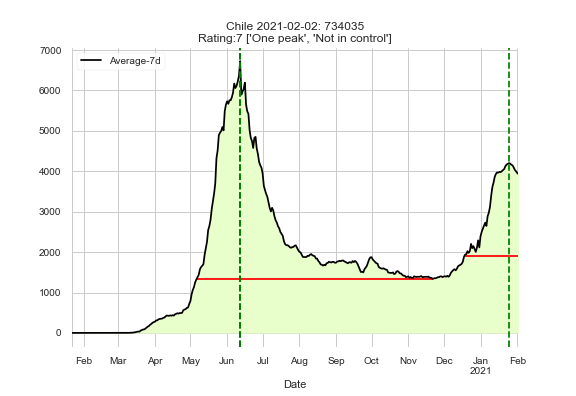 Chile 2021-02-02: 734035
Rating:7 ['One peak', 'Not in control']
7000
6000
5000
4000
3000
2000
1000
0
Average-7d
Feb Mar Apr May Jun Jul Aug Sep Oct Nov Dec Jan Feb
2021
Date